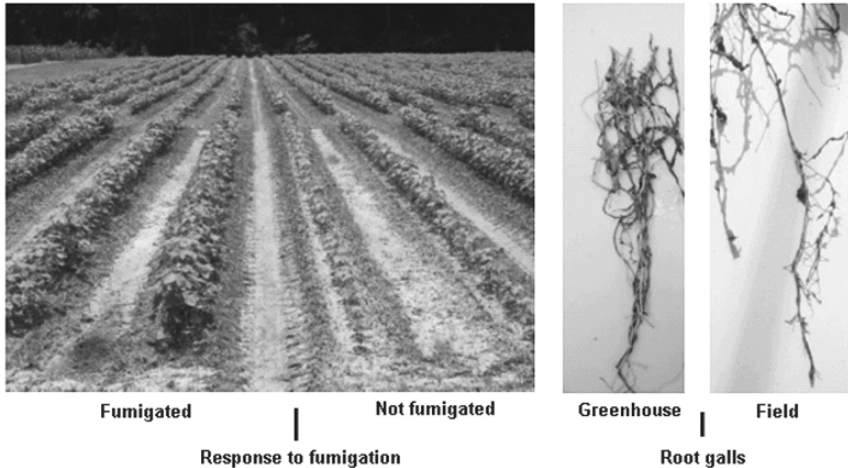 Fumigated
Not fumigated
Response to fumigation
Greenhouse
Field
Root galls